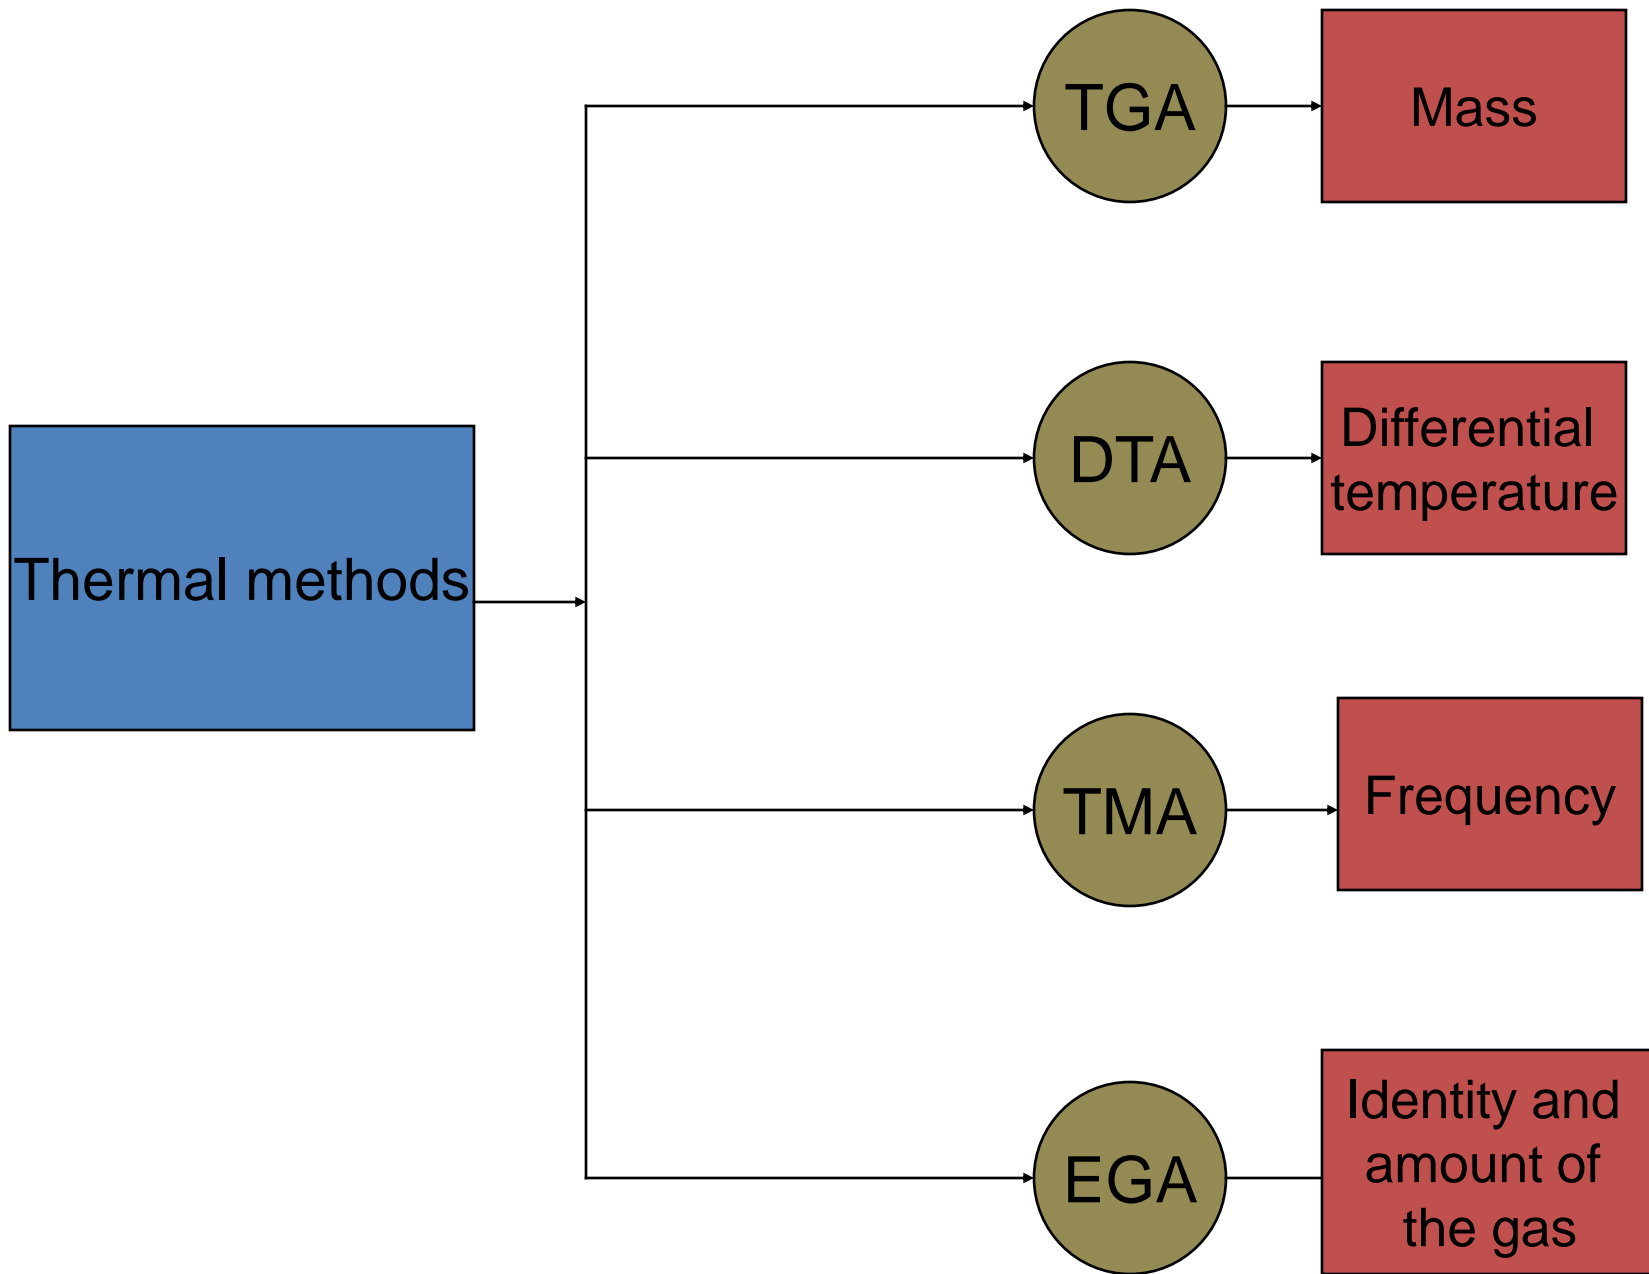 Thermal methods
TGA
Mass
DTA
Differential
temperature
TMA
Frequency
EGA
Identity and
amount of
the gas